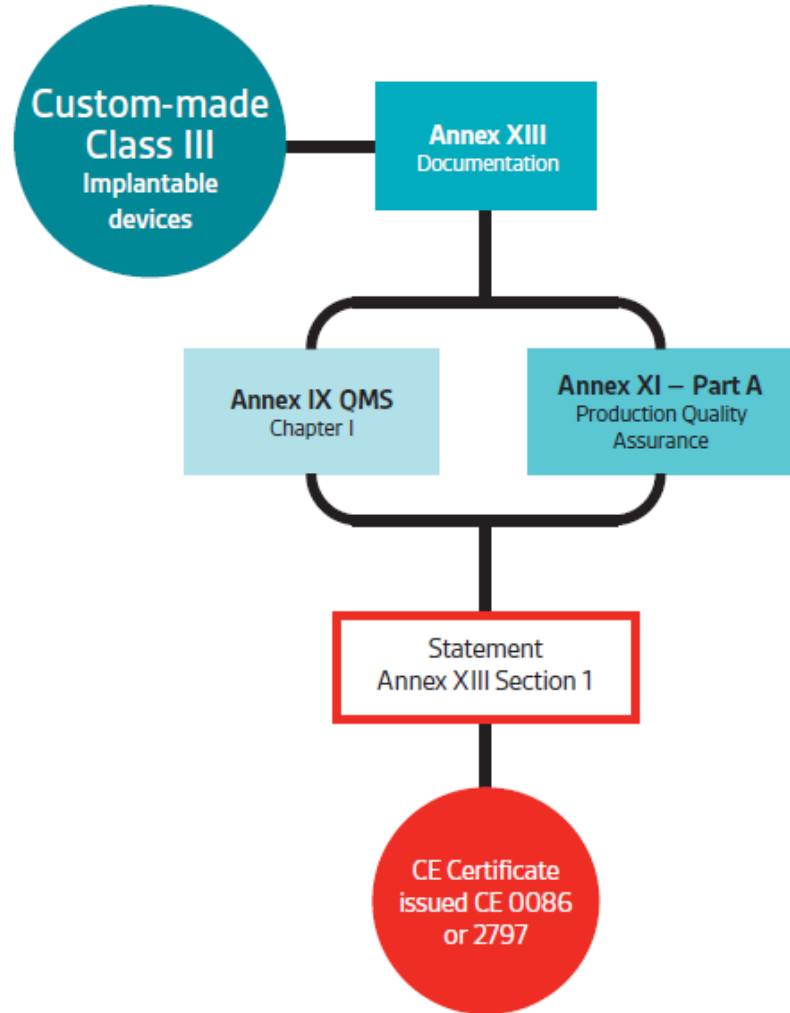 Custom-made
Class III
Implantable
devices
Annex XIII
Documentation
Annex IX QMS
Chapter I
Annex XI – Part A
Production Quality
Assurance
Statement
Annex XIII Section 1
CE Certificate
issued CE 0086
or 2797